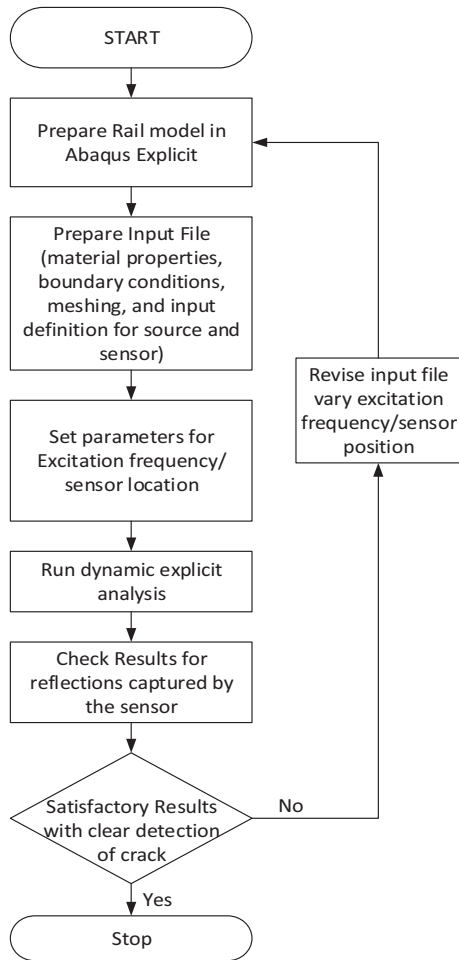 START
Prepare Rail model in
Abaqus Explicit
Prepare Input File
(material properties,
boundary conditions,
meshing, and input
definition for source and
sensor)
Revise input file
vary excitation
frequency/sensor
position
Set parameters for
Excitation frequency/
sensor location
Run dynamic explicit
analysis
Check Results for
reflections captured by
the sensor
Satisfactory Results
with clear detection
of crack
No
Yes
Stop